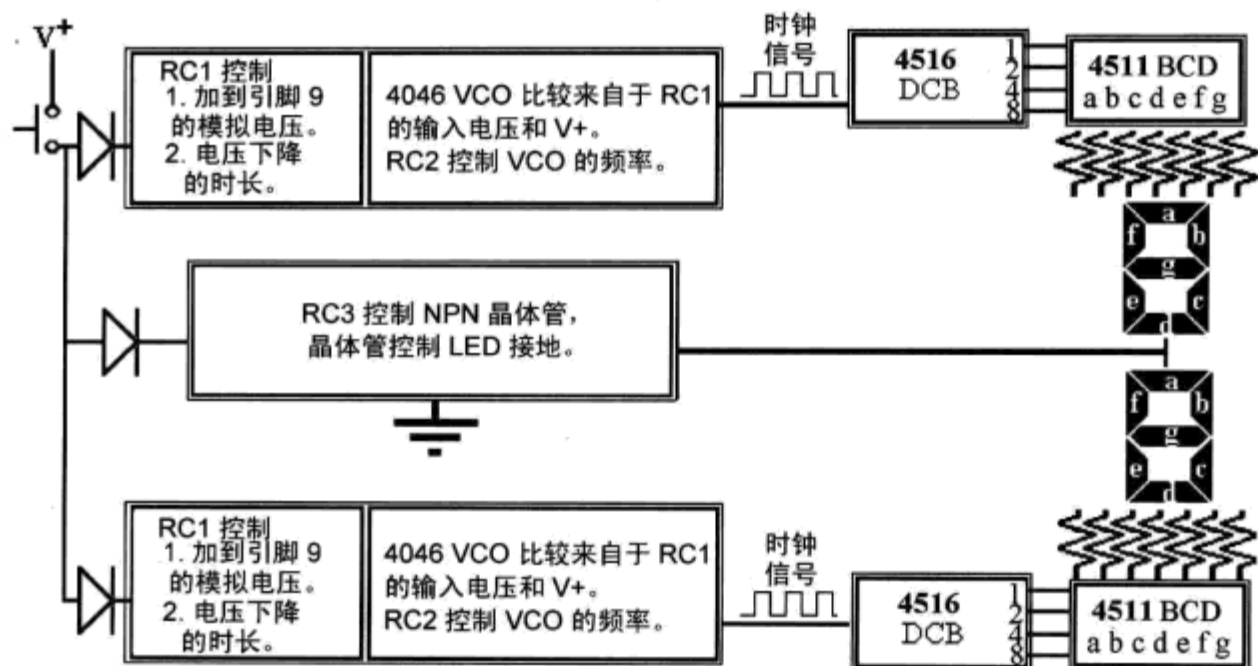 V+
RC1 控制
1. 加到引脚 9
的模拟电压。
2. 电压下降
的时长。
4046 VCO 比较来自于 RC1
的输入电压和 V+。
RC2 控制 VCO 的频率。
时钟
信号
4516
DCB
1
2
4
8
4511 BCD
a b c d e f g
a
f
b
g
e
c
d
RC3 控制 NPN 晶体管，
晶体管控制 LED 接地。
a
f
b
g
e
c
d
RC1 控制
1. 加到引脚 9
的模拟电压。
2. 电压下降
的时长。
4046 VCO 比较来自于 RC1
的输入电压和 V+。
RC2 控制 VCO 的频率。
时钟
信号
4516
DCB
1
2
4
8
4511 BCD
a b c d e f g